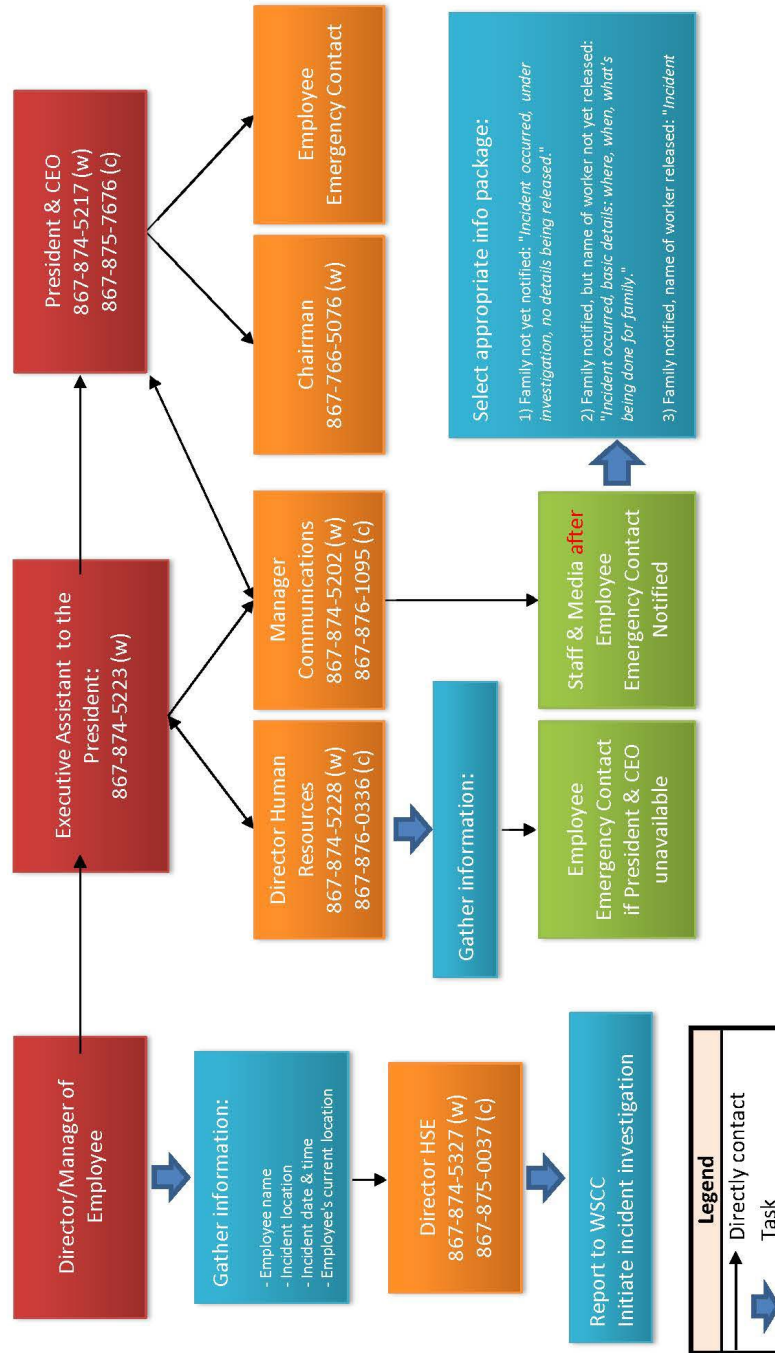 Director/Manager of
Employee
Executive Assistant to the
President:
867-874-5223 (w)
President & CEO
867-874-5217 (w)
867-875-7676 (c)
Gather information:
- Employee name
- Incident location
- Incident date & time
- Employee's current location
Director HSE
867-874-5327 (w)
867-875-0037 (c)
Report to WSCC
Initiate incident investigation
Director Human
Resources
867-874-5228 (w)
867-876-0336 (c)
Manager
Communications
867-874-5202 (w)
867-876-1095 (c)
Chairman
867-766-5076 (w)
Employee
Emergency Contact
Gather information:
Employee
Emergency Contact
if President & CEO
unavailable
Staff & Media after
Employee
Emergency Contact
Notified
Select appropriate info package:
1) Family not yet notified: "Incident occurred, under
investigation, no details being released."
2) Family notified, but name of worker not yet released:
"Incident occurred, basic details: where, when, what's
being done for family."
3) Family notified, name of worker released: "Incident
Legend
Directly contact
Task